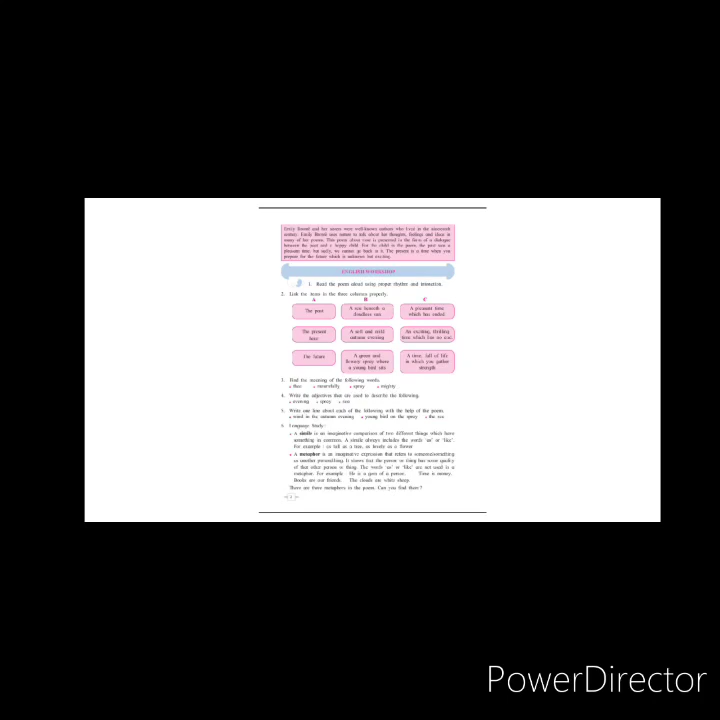 Emily Brontë and her sisters were well-known authors who lived in the nineteenth
century. Emily Brontë uses nature to talk about her thoughts, feelings and ideas in
many of her poems. This poem about time is presented in the form of a dialogue
between the poet and a happy child. For the child in the poem, the past was a
pleasant time, but sadly, we cannot go back to it. The present is a time when you
prepare for the future which is unknown but exciting.
ENGLISH WORKSHOP
1. Read the poem aloud using proper rhythm and intonation.
2. Link the items in the three columns properly.
A B C
The past
A sea beneath a
cloudless sun
A pleasant time
which has ended.
The present
hour
A soft and mild
autumn evening
An exciting, thrilling
time which has no end.
The future
A green and
flowery spray where
a young bird sits
A time, full of life
in which you gather
strength
3. Find the meaning of the following words.
• thee • mournfully • spray • mighty
4. Write the adjectives that are used to describe the following.
• evening • spray • sea
5. Write one line about each of the following with the help of the poem.
• wind in the autumn evening • young bird on the spray • the sea
6. Language Study :
• A simile is an imaginative comparison of two different things which have
something in common. A simile always includes the words 'as' or 'like'.
For example : as tall as a tree, as lovely as a flower
• A metaphor is an imaginative expression that refers to someone/something
as another person/thing. It shows that the person or thing has some quality
of that other person or thing. The words 'as' or 'like' are not used in a
metaphor. For example He is a gem of a person. Time is money.
Books are our friends. The clouds are white sheep.
There are three metaphors in the poem. Can you find them?
PowerDirector